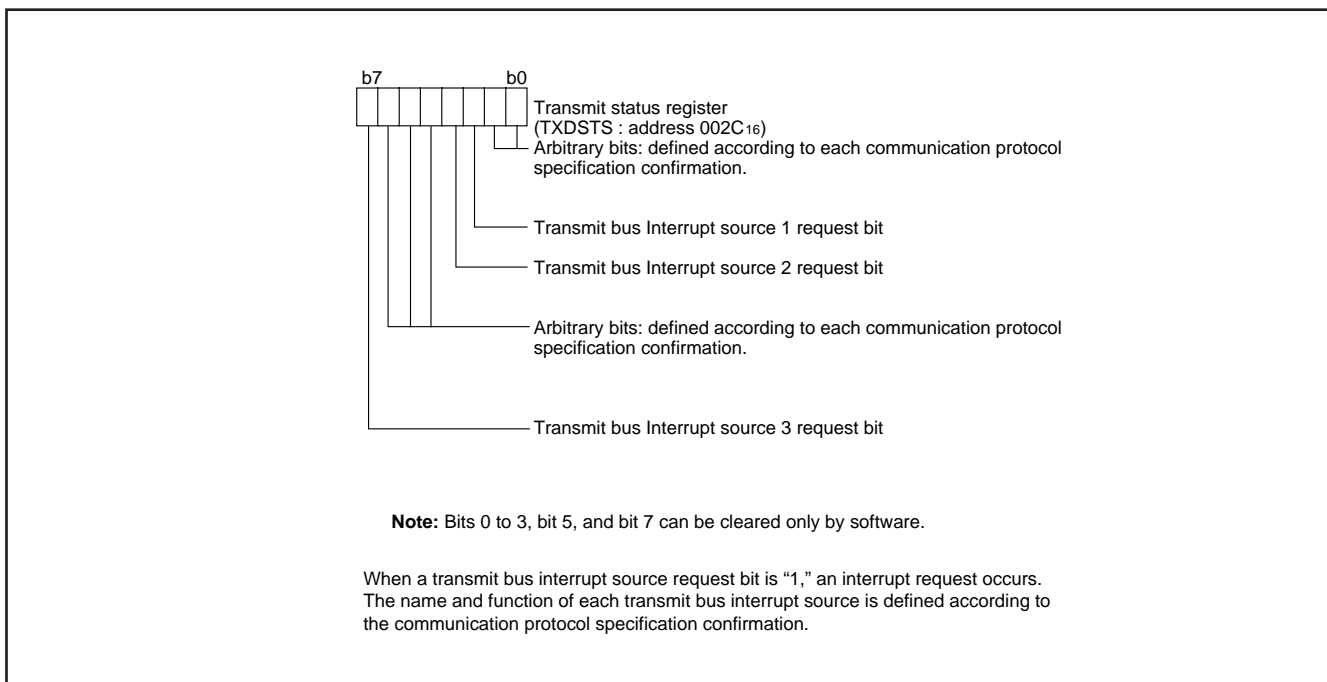 b7 b0
Transmit status register
(TXDSTS : address 002C16)
Arbitrary bits: defined according to each communication protocol
specification confirmation.
Transmit bus Interrupt source 1 request bit
Transmit bus Interrupt source 2 request bit
Arbitrary bits: defined according to each communication protocol
specification confirmation.
Transmit bus Interrupt source 3 request bit
Note: Bits 0 to 3, bit 5, and bit 7 can be cleared only by software.
When a transmit bus interrupt source request bit is “1,” an interrupt request occurs.
The name and function of each transmit bus interrupt source is defined according to
the communication protocol specification confirmation.